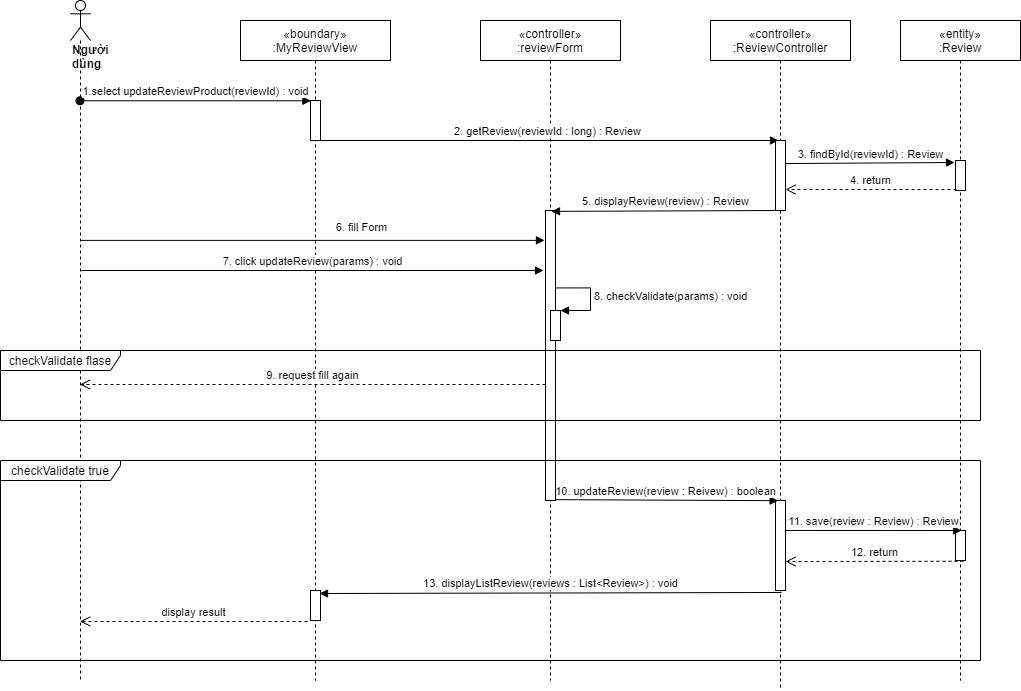 Người
dùng
«boundary»
:MyReviewView
«controller»
:reviewForm
«controller»
:ReviewController
«entity»
:Review
1.select updateReviewProduct(reviewId) : void
2. getReview(reviewId : long) : Review
3. findById(reviewId) : Review
4. return
5. displayReview(review) : Review
6. fill Form
7. click updateReview(params) : void
8. checkValidate(params) : void
checkValidate flase
9. request fill again
checkValidate true
10. updateReview(review : Reivew) : boolean
11. save(review : Review) : Review
12. return
13. displayListReview(reviews : List<Review>) : void
display result